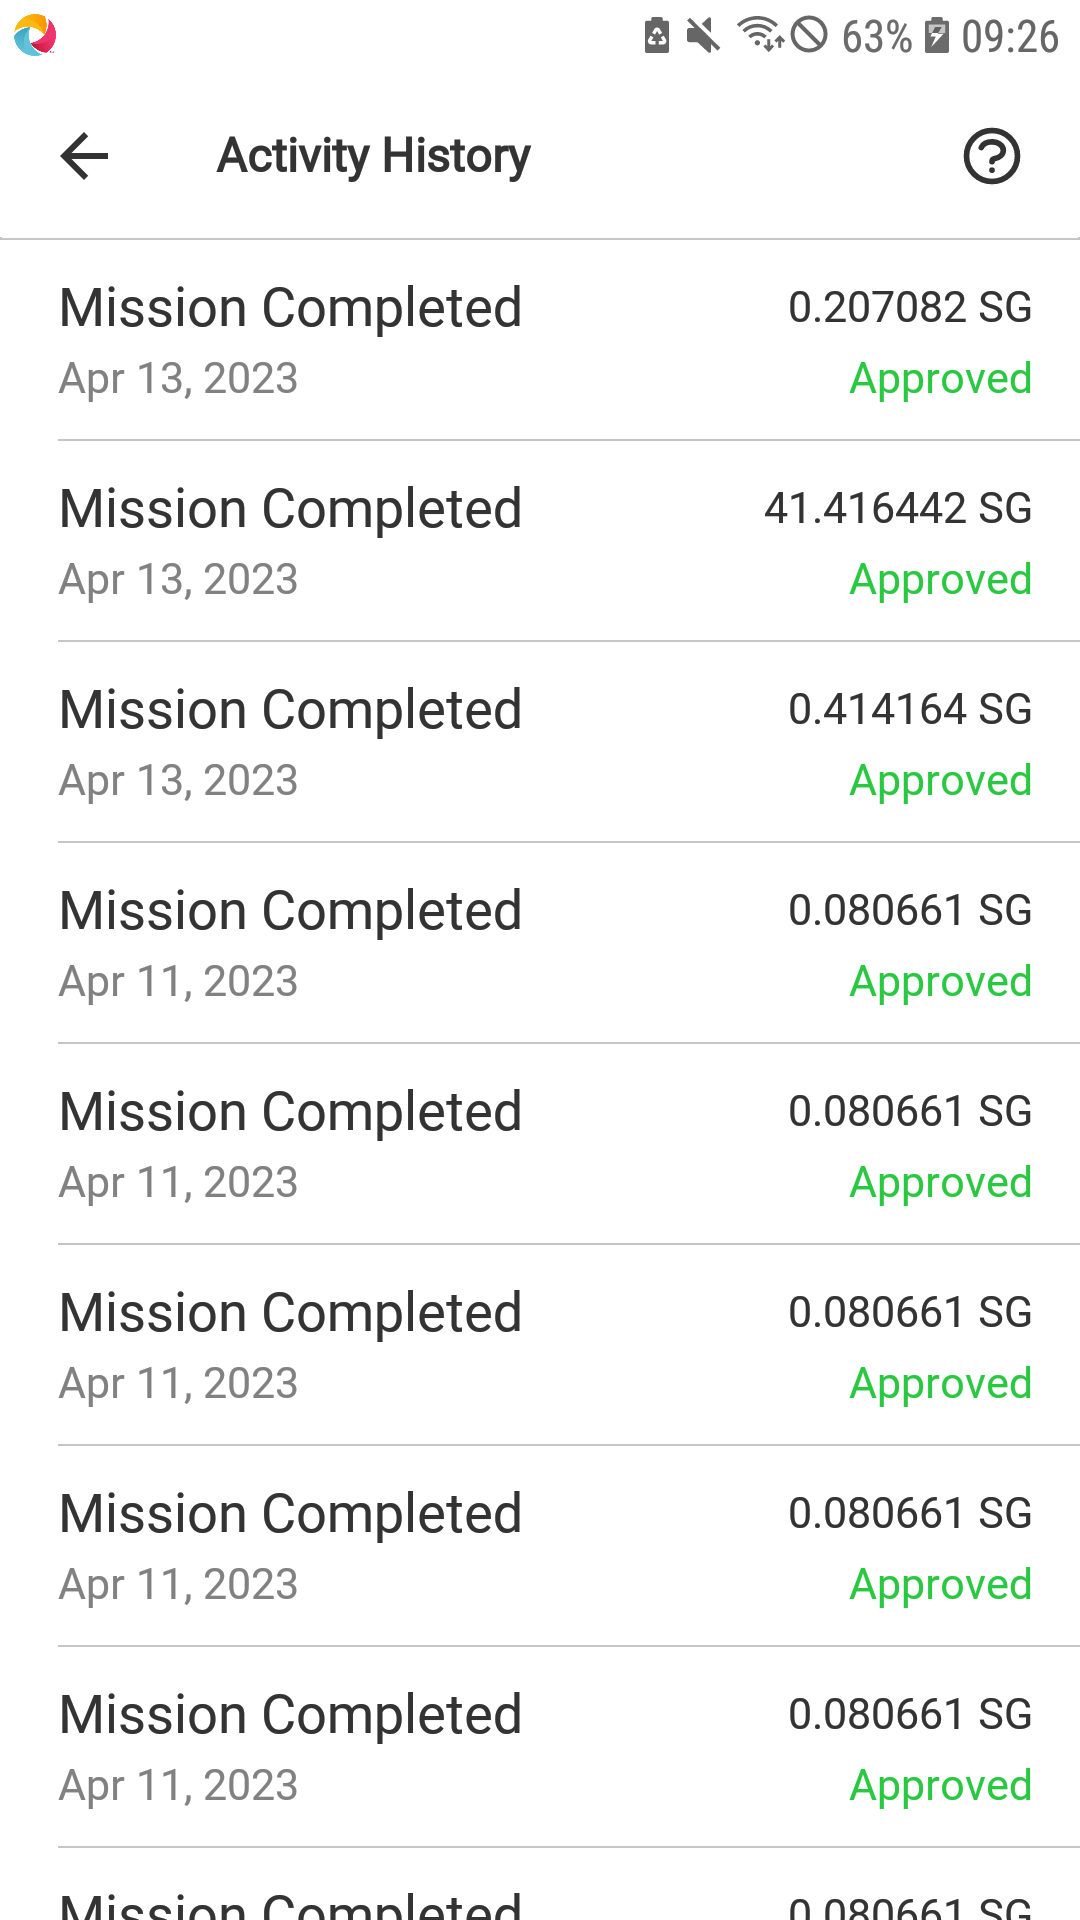 63% 09:26
Activity History
Mission Completed 0.207082 SG
Apr 13, 2023 Approved
Mission Completed 41.416442 SG
Apr 13, 2023 Approved
Mission Completed 0.414164 SG
Apr 13, 2023 Approved
Mission Completed 0.080661 SG
Apr 11, 2023 Approved
Mission Completed 0.080661 SG
Apr 11, 2023 Approved
Mission Completed 0.080661 SG
Apr 11, 2023 Approved
Mission Completed 0.080661 SG
Apr 11, 2023 Approved
Mission Completed 0.080661 SG
Apr 11, 2023 Approved
Mission Completed 0.080661 SG